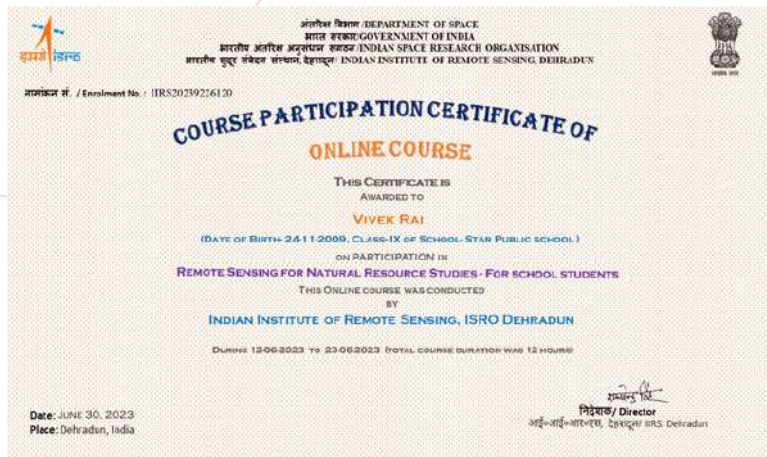 इसरो isro
अंतरिक्ष विभाग /DEPARTMENT OF SPACE
भारत सरकार/GOVERNMENT OF INDIA
भारतीय अंतरिक्ष अनुसंधान संगठन /INDIAN SPACE RESEARCH ORGANISATION
भारतीय सुदूर संवेदन संस्थान, देहरादून/ INDIAN INSTITUTE OF REMOTE SENSING, DEHRADUN
नामांकन सं. / Enrolment No. : IIRS20239226120
COURSE PARTICIPATION CERTIFICATE OF
ONLINE COURSE
THIS CERTIFICATE IS
AWARDED TO
VIVEK RAI
(DATE OF BIRTH- 24-11-2009, CLASS-IX OF SCHOOL- STAR PUBLIC SCHOOL )
ON PARTICIPATION IN
REMOTE SENSING FOR NATURAL RESOURCE STUDIES - FOR SCHOOL STUDENTS
THIS ONLINE COURSE WAS CONDUCTED
BY
INDIAN INSTITUTE OF REMOTE SENSING, ISRO DEHRADUN
DURING 12-06-2023 TO 23-06-2023 (TOTAL COURSE DURATION WAS 12 HOURS)
Date: JUNE 30, 2023
Place: Dehradun, India
निदेशक/ Director
आई॰आई॰आर॰एस, देहरादून/ IIRS Dehradun